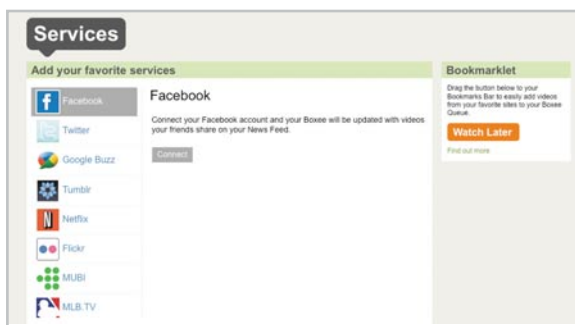 Services
Add your favorite services
Facebook
Twitter
Google Buzz
Tumblr
Netflix
Flickr
MUBI
MLB.TV
Facebook
Connect your Facebook account and your Boxee will be updated with videos
your friends share on your News Feed.
Connect
Bookmarklet
Drag the button below to your
Bookmarks Bar to easily add videos
from your favorite sites to your Boxee
Queue.
Watch Later
Find out more